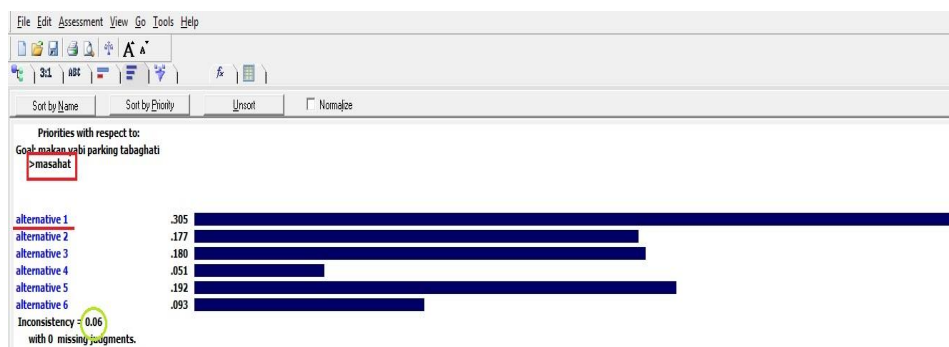 File Edit Assessment View Go Tools Help
A A
3:1 ABC fx
Sort by Name Sort by Priority Unsort Normalize
Priorities with respect to:
Goal: makan yabi parking tabaghati
>masahat
alternative 1 .305
alternative 2 .177
alternative 3 .180
alternative 4 .051
alternative 5 .192
alternative 6 .093
Inconsistency = 0.06
with 0 missing judgments.